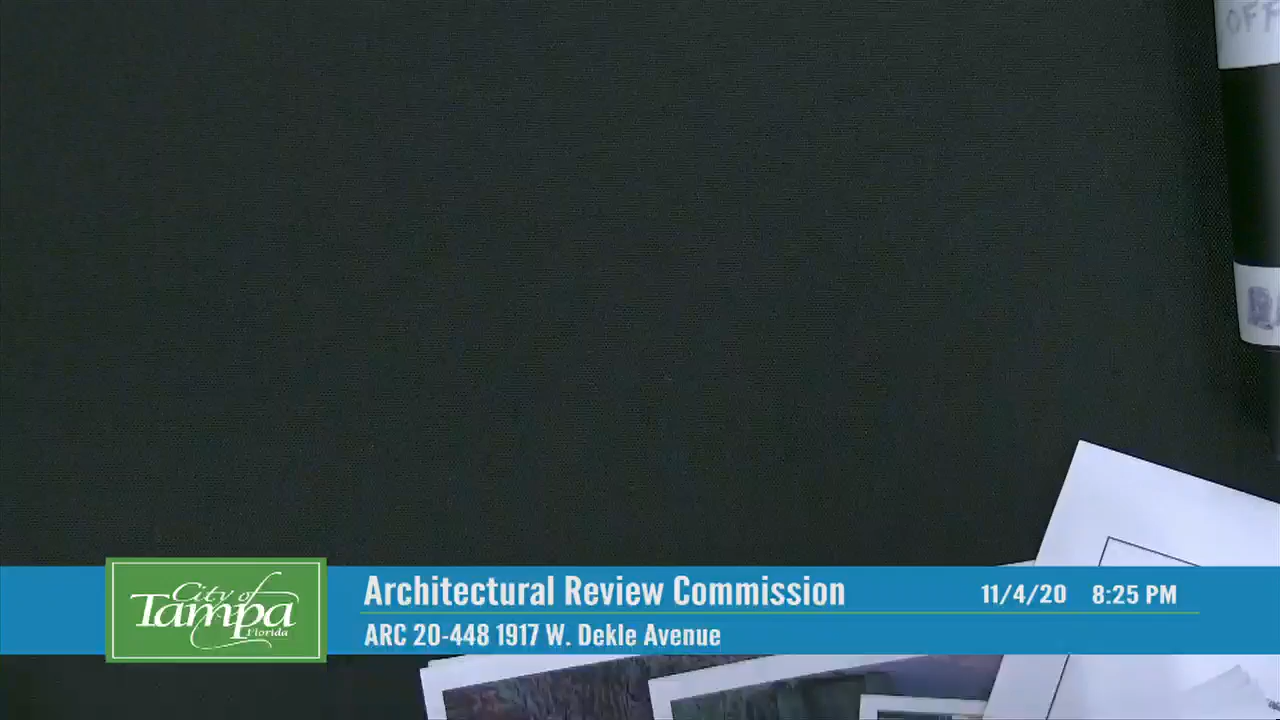 OFF
City of
Tampa
Florida
Architectural Review Commission
11/4/20 8:25 PM
ARC 20-448 1917 W. Dekle Avenue